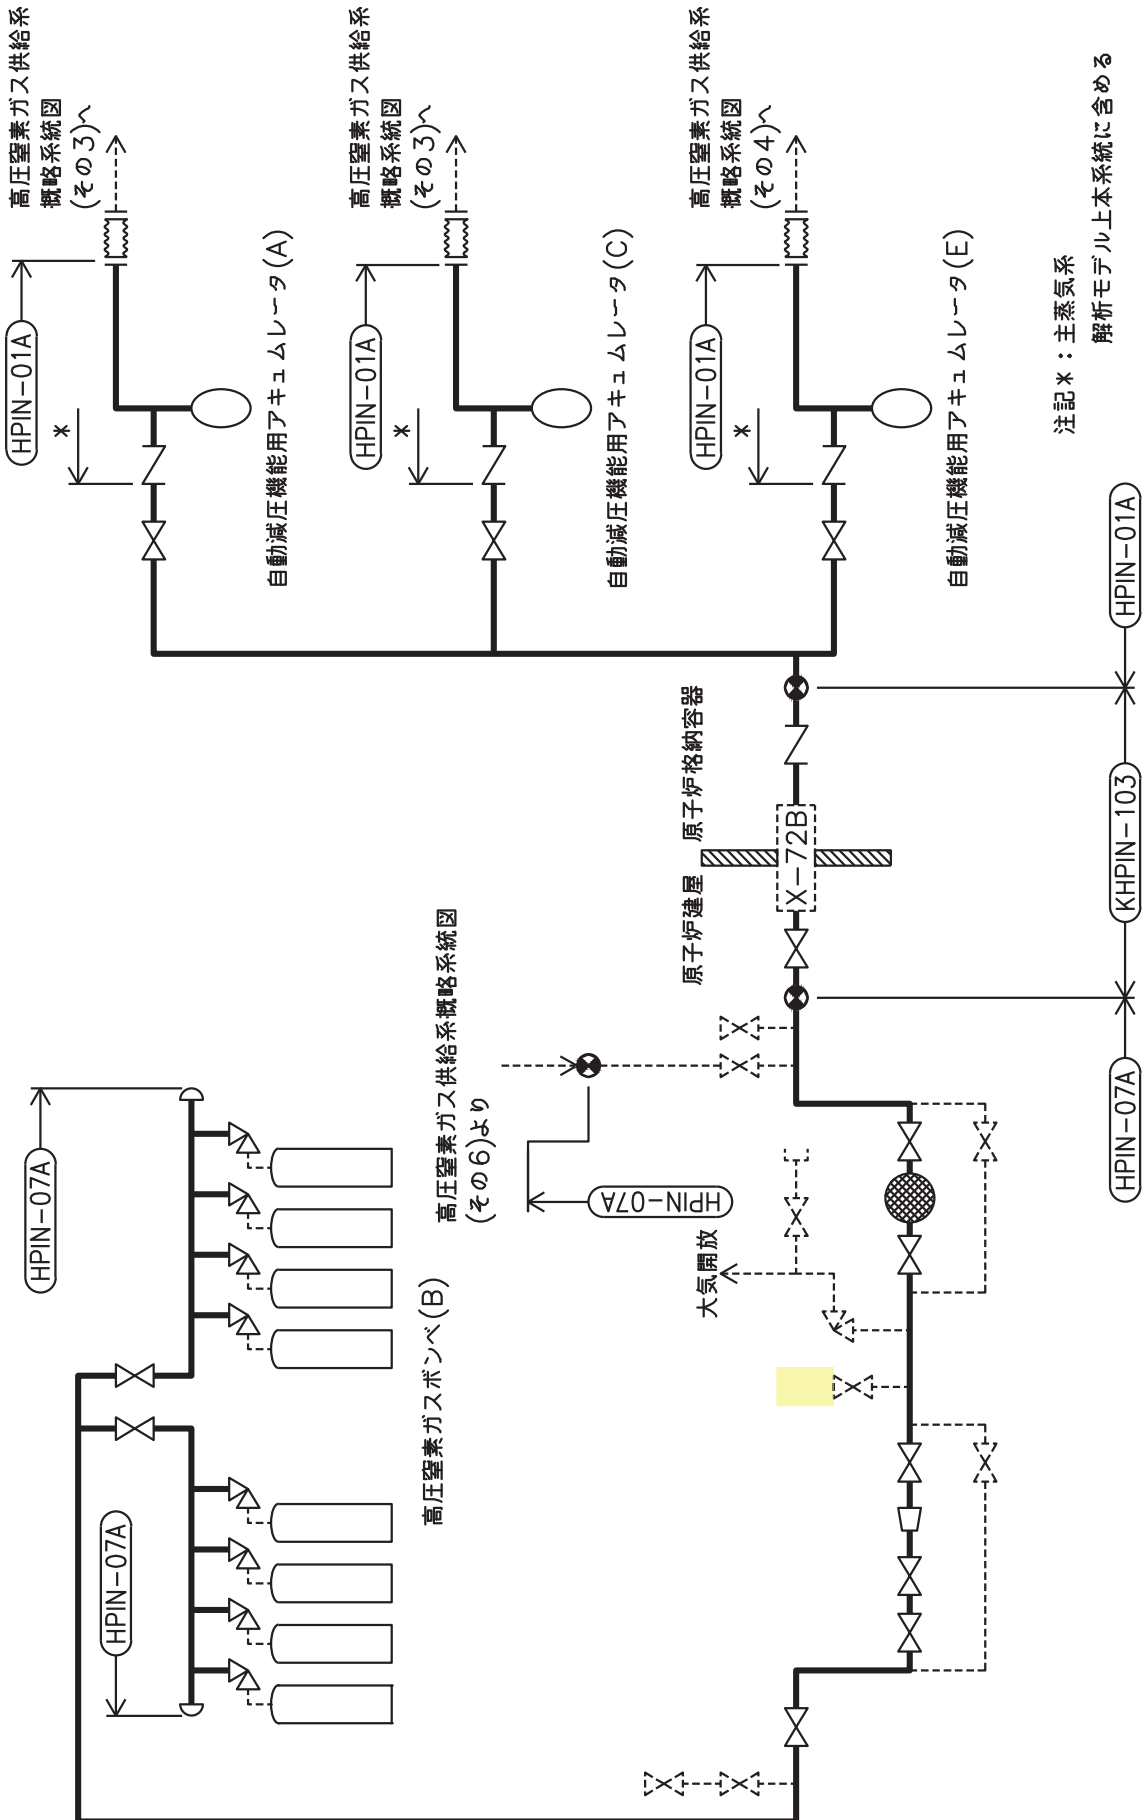 高圧窒素ガス供給系
概略系統図
(その3)へ
HPIN-01A
*
自動減圧機能用アキュムレータ(A)
高圧窒素ガス供給系
概略系統図
(その3)へ
HPIN-01A
*
自動減圧機能用アキュムレータ(C)
高圧窒素ガス供給系
概略系統図
(その4)へ
HPIN-01A
*
自動減圧機能用アキュムレータ(E)
注記*:主蒸気系
解析モデル上本系統に含める
原子炉格納容器
原子炉建屋
X-72B
HPIN-01A
KHPIN-103
HPIN-07A
高圧窒素ガス供給系概略系統図
(その6)より
HPIN-07A
大気開放
HPIN-07A
HPIN-07A
高圧窒素ガスボンベ(B)